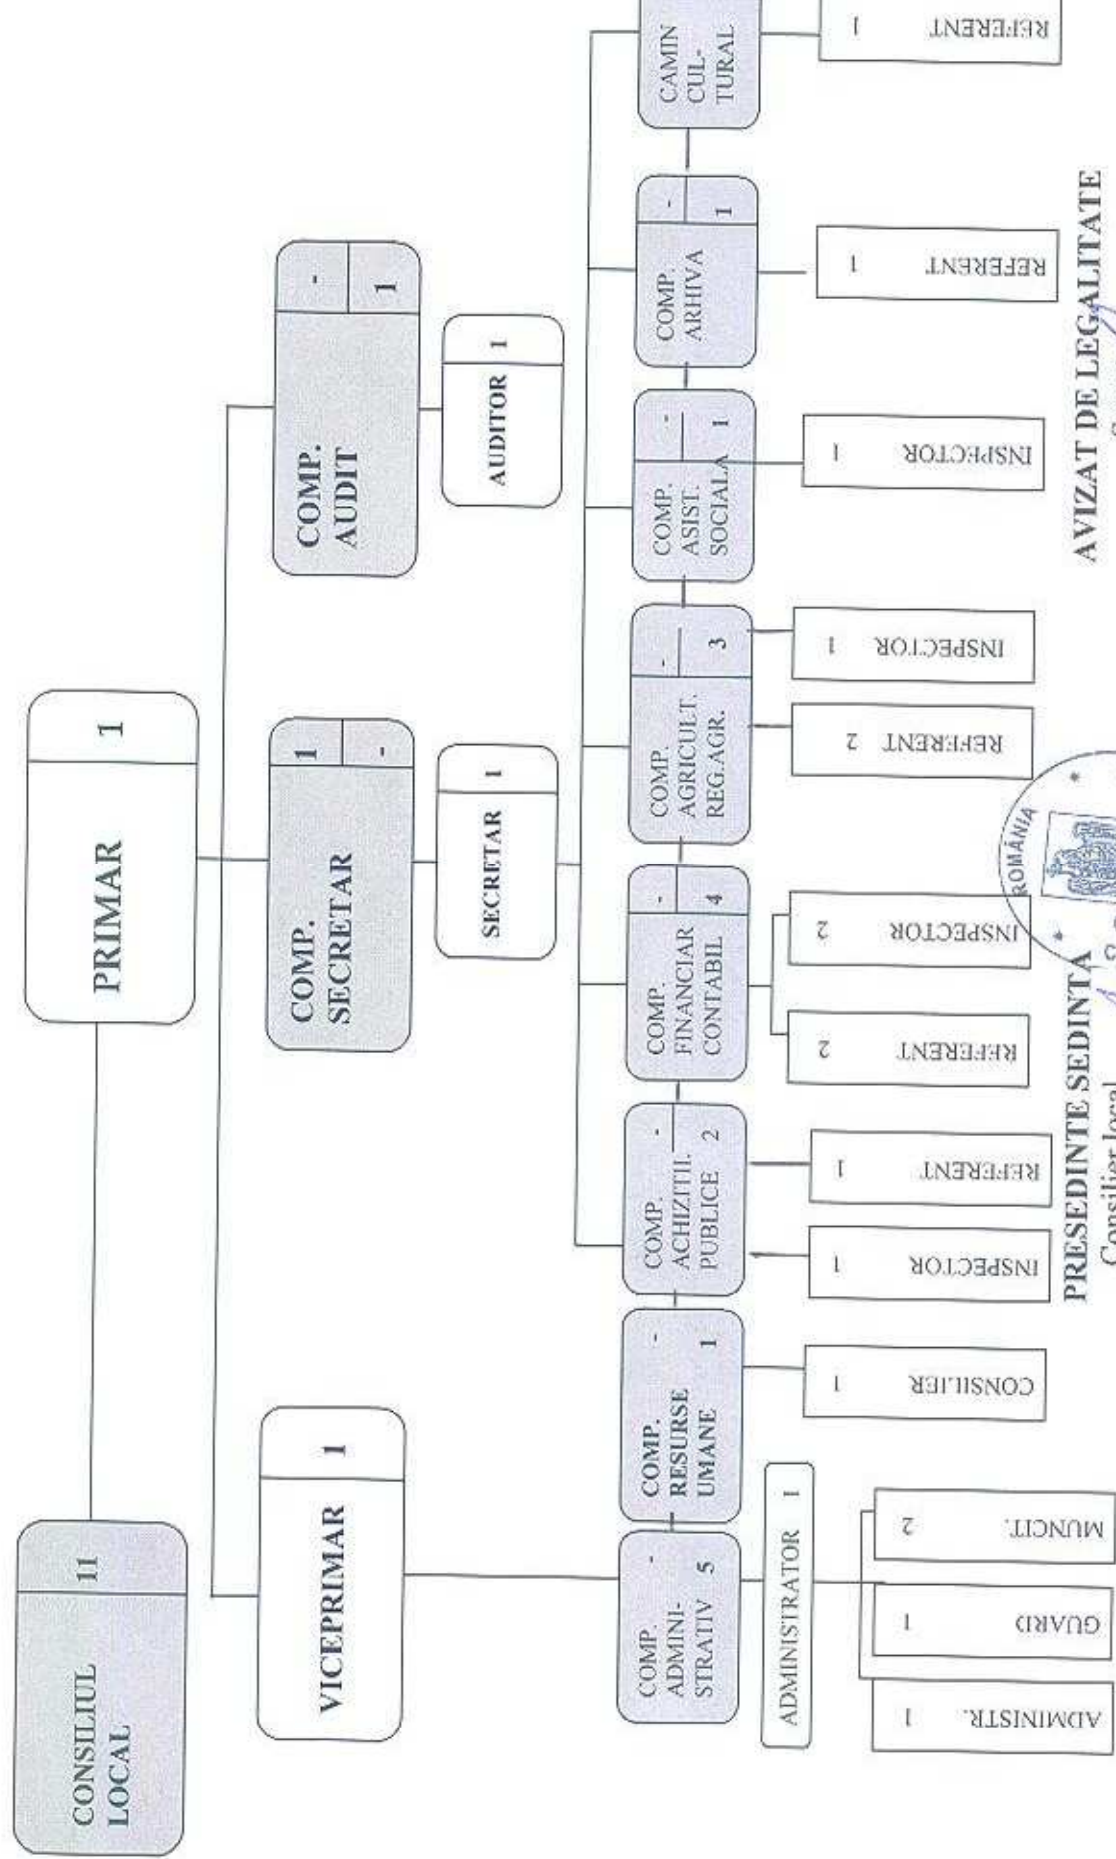 CONSILIUL
LOCAL
11
PRIMAR
1
VICEPRIMAR
1
COMP.
SECRETAR
1
-
COMP.
AUDIT
-
1
SECRETAR
1
AUDITOR
1
COMP.
ADMINI-
STRATIV
-
5
COMP.
RESURSE
UMANE
-
1
COMP.
ACHIZITII.
PUBLICE
-
2
COMP.
FINANCIAR
CONTABIL
-
4
COMP.
AGRICULT.
REG.AGR.
-
3
COMP.
ASIST.
SOCIALA
-
1
COMP.
ARHIVA
-
1
CAMIN
CUL-
TURAL
ADMINISTRATOR 1
ADMINISTR.
1
GUARD
1
MUNCIT.
2
CONSILIER
1
INSPECTOR
1
REFERENT
1
REFERENT
2
INSPECTOR
2
REFERENT
2
INSPECTOR
1
INSPECTOR
1
REFERENT
1
REFERENT
1
PRESEDINTE SEDINTA
Consilier local
ROMÂNIA
AVIZAT DE LEGALITATE